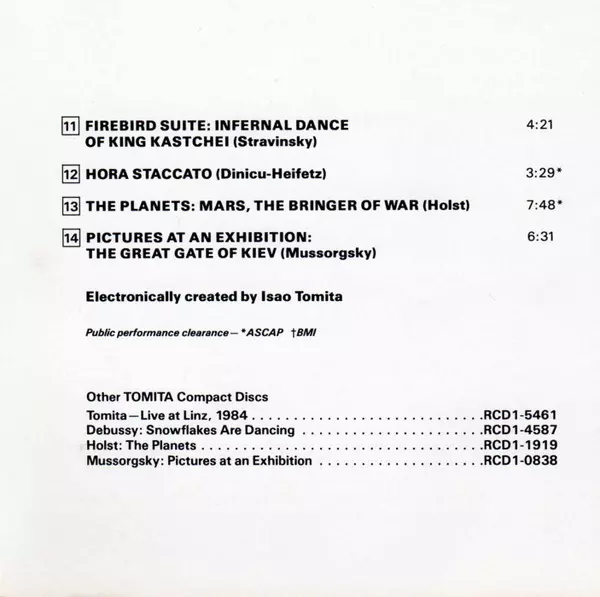 11 FIREBIRD SUITE: INFERNAL DANCE 4:21
OF KING KASTCHEI (Stravinsky)
12 HORA STACCATO (Dinicu-Heifetz) 3:29*
13 THE PLANETS: MARS, THE BRINGER OF WAR (Holst) 7:48*
14 PICTURES AT AN EXHIBITION: 6:31
THE GREAT GATE OF KIEV (Mussorgsky)
Electronically created by Isao Tomita
Public performance clearance— *ASCAP †BMI
Other TOMITA Compact Discs
Tomita—Live at Linz, 1984 . . . . . . . . . . . . . . . . . . . . . . . . . . . .RCD1-5461
Debussy: Snowflakes Are Dancing . . . . . . . . . . . . . . . . . . . . . . .RCD1-4587
Holst: The Planets . . . . . . . . . . . . . . . . . . . . . . . . . . . . . . . . . .RCD1-1919
Mussorgsky: Pictures at an Exhibition . . . . . . . . . . . . . . . . . . . .RCD1-0838